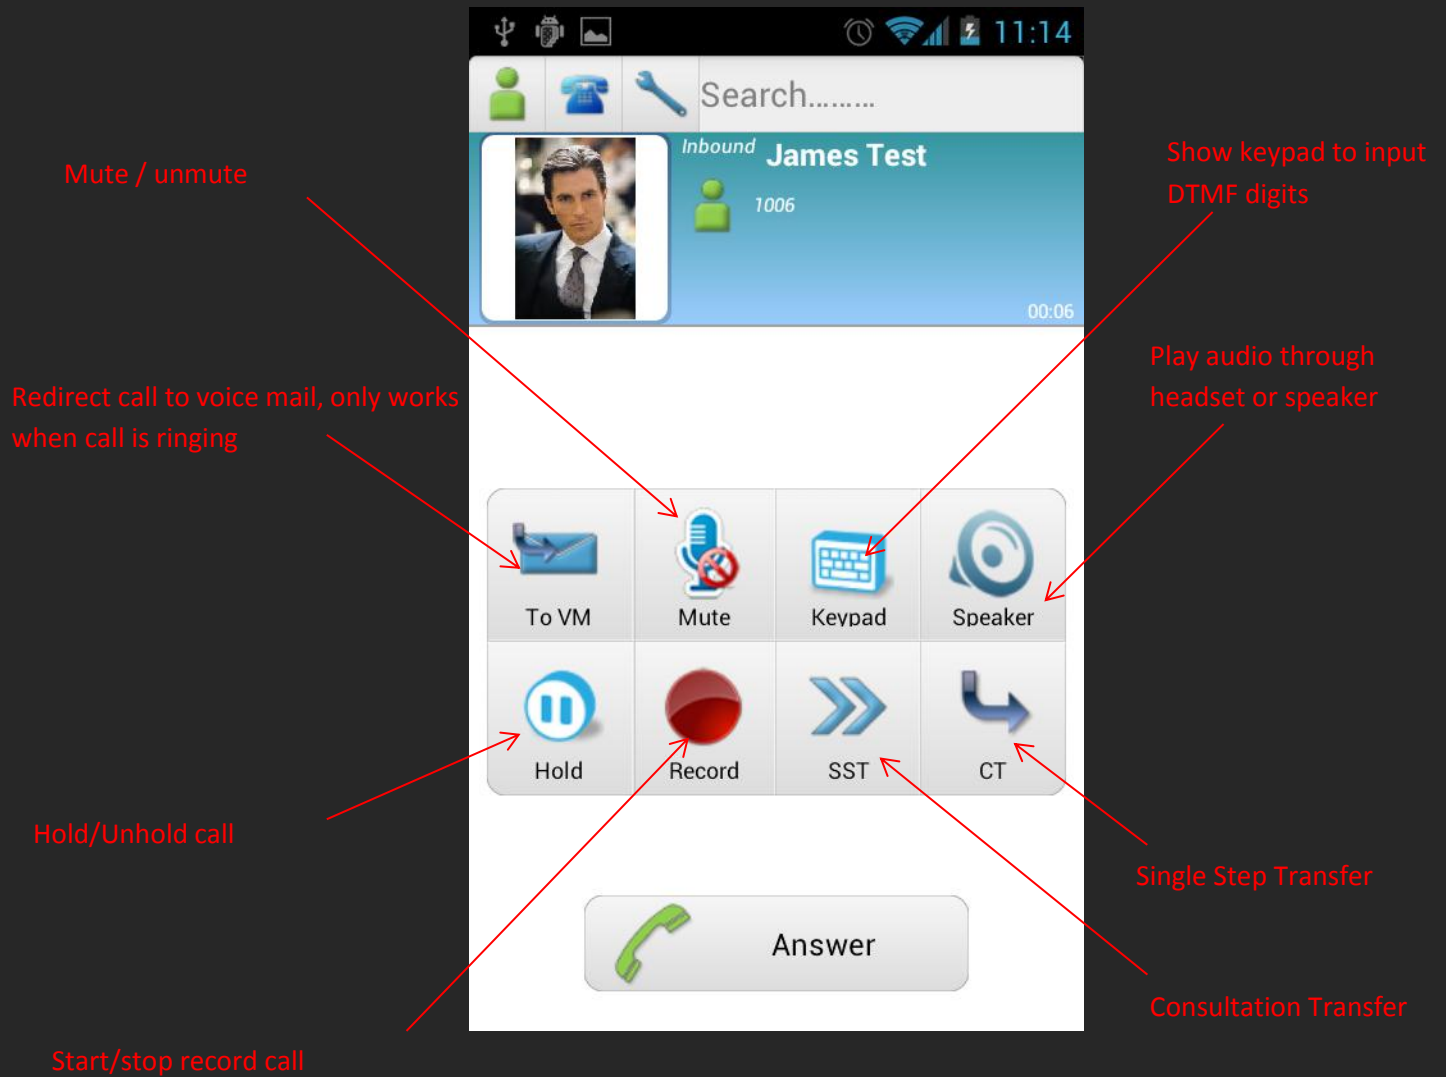 11:14
Search.........
Inbound James Test
1006
00:06
Mute / unmute
Show keypad to input
DTMF digits
Redirect call to voice mail, only works
when call is ringing
Play audio through
headset or speaker
To VM
Mute
Keypad
Speaker
Hold
Record
SST
CT
Hold/Unhold call
Single Step Transfer
Answer
Consultation Transfer
Start/stop record call